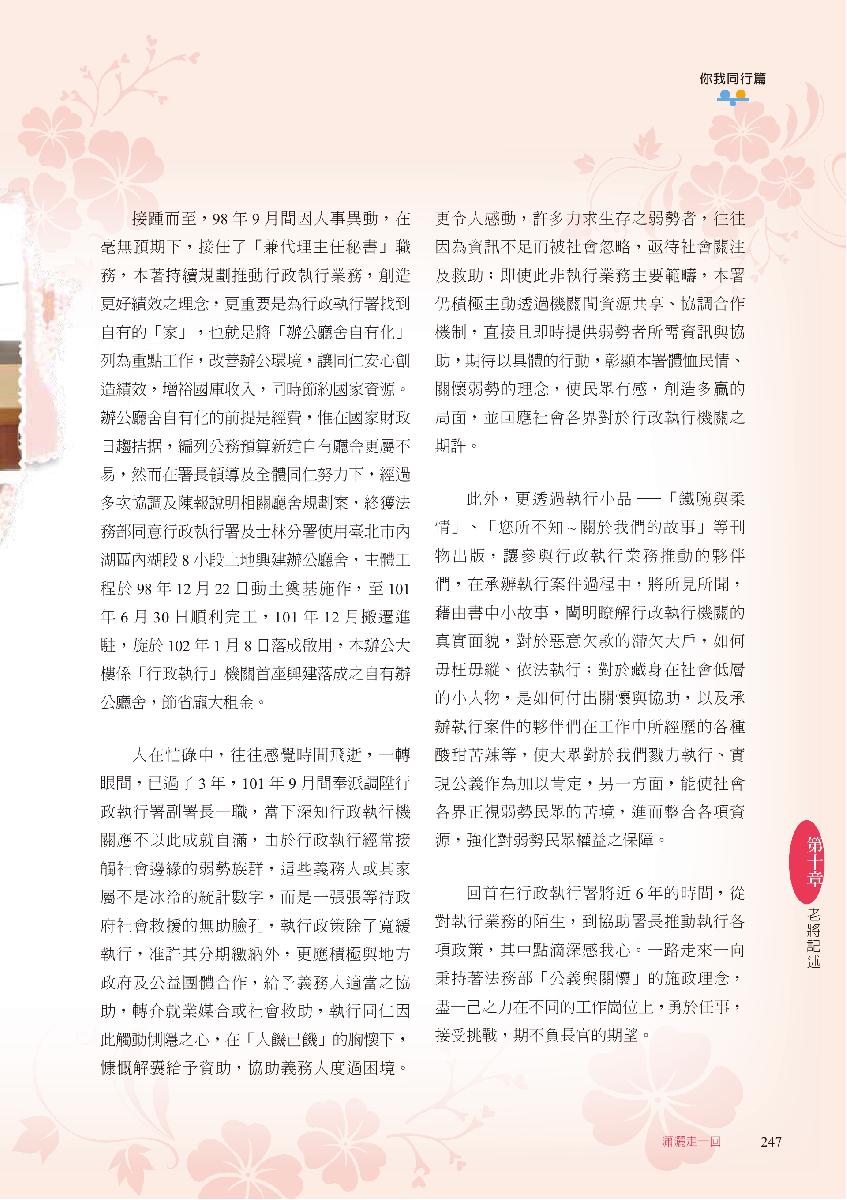 你我同行篇
接踵而至，98 年 9 月間因人事異動，在
毫無預期下，接任了「兼代理主任秘書」職
務，本著持續規劃推動行政執行業務，創造
更好績效之理念，更重要是為行政執行署找到
自有的「家」，也就是將「辦公廳舍自有化」
列為重點工作，改善辦公環境，讓同仁安心創
造績效，增裕國庫收入，同時節約國家資源。
辦公廳舍自有化的前提是經費，惟在國家財政
日趨拮据，編列公務預算新建自有廳舍更屬不
易，然而在署長領導及全體同仁努力下，經過
多次協調及陳報說明相關廳舍規劃案，終獲法
務部同意行政執行署及士林分署使用臺北市內
湖區內湖段 8 小段土地興建辦公廳舍，主體工
程於 98 年 12 月 22 日動土奠基施作，至 101
年 6 月 30 日順利完工，101 年 12 月搬遷進
駐，旋於 102 年 1 月 8 日落成啟用，本辦公大
樓係「行政執行」機關首座興建落成之自有辦
公廳舍，節省龐大租金。
人在忙碌中，往往感覺時間飛逝，一轉
眼間，已過了 3 年，101 年 9 月間奉派調陞行
政執行署副署長一職，當下深知行政執行機
關應不以此成就自滿，由於行政執行經常接
觸社會邊緣的弱勢族群，這些義務人或其家
屬不是冰冷的統計數字，而是一張張等待政
府社會救援的無助臉孔，執行政策除了寬緩
執行，准許其分期繳納外，更應積極與地方
政府及公益團體合作，給予義務人適當之協
助，轉介就業媒合或社會救助，執行同仁因
此觸動惻隱之心，在「人饑己饑」的胸懷下，
慷慨解囊給予資助，協助義務人度過困境。
更令人感動，許多力求生存之弱勢者，往往
因為資訊不足而被社會忽略，亟待社會關注
及救助；即使此非執行業務主要範疇，本署
仍積極主動透過機關間資源共享、協調合作
機制，直接且即時提供弱勢者所需資訊與協
助，期待以具體的行動，彰顯本署體恤民情、
關懷弱勢的理念，使民眾有感，創造多贏的
局面，並回應社會各界對於行政執行機關之
期許。
此外，更透過執行小品 ──「鐵腕與柔
情」、「您所不知 ~ 關於我們的故事」等刊
物出版，讓參與行政執行業務推動的夥伴
們，在承辦執行案件過程中，將所見所聞，
藉由書中小故事，闡明瞭解行政執行機關的
真實面貌，對於惡意欠款的滯欠大戶，如何
毋枉毋縱、依法執行；對於藏身在社會低層
的小人物，是如何付出關懷與協助，以及承
辦執行案件的夥伴們在工作中所經歷的各種
酸甜苦辣等，使大眾對於我們戮力執行、實
現公義作為加以肯定，另一方面，能使社會
各界正視弱勢民眾的苦境，進而整合各項資
源，強化對弱勢民眾權益之保障。
回首在行政執行署將近 6 年的時間，從
對執行業務的陌生，到協助署長推動執行各
項政策，其中點滴深感我心。一路走來一向
秉持著法務部「公義與關懷」的施政理念，
盡一己之力在不同的工作崗位上，勇於任事，
接受挑戰，期不負長官的期望。
第十章
老將記述
瀟灑走一回
247